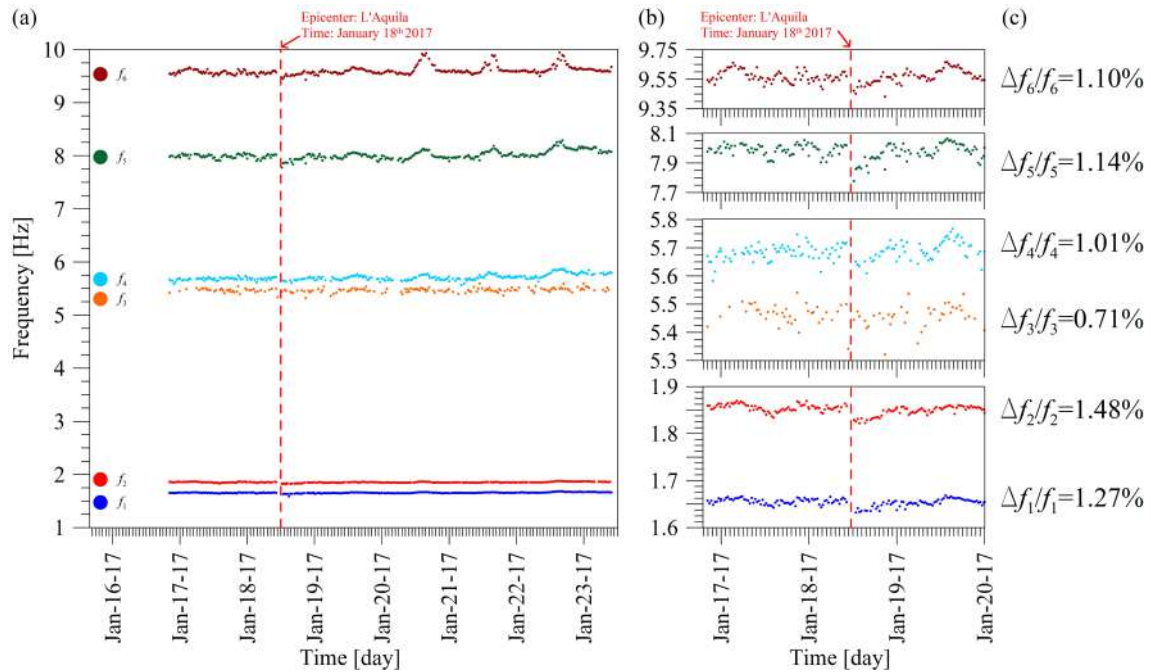 (a)
Epicenter: L'Aquila
Time: January 18th 2017
Frequency [Hz]
10
9
8
7
6
5
4
3
2
1
f6
f5
f4
f3
f2
f1
Jan-16-17
Jan-17-17
Jan-18-17
Jan-19-17
Jan-20-17
Jan-21-17
Jan-22-17
Jan-23-17
Time [day]
(b)
Epicenter: L'Aquila
Time: January 18th 2017
9.75
9.55
9.35
8.1
7.9
7.7
5.8
5.7
5.6
5.5
5.4
5.3
1.9
1.8
1.7
1.6
Jan-17-17
Jan-18-17
Jan-19-17
Jan-20-17
Time [day]
(c)
Δf6/f6=1.10%
Δf5/f5=1.14%
Δf4/f4=1.01%
Δf3/f3=0.71%
Δf2/f2=1.48%
Δf1/f1=1.27%